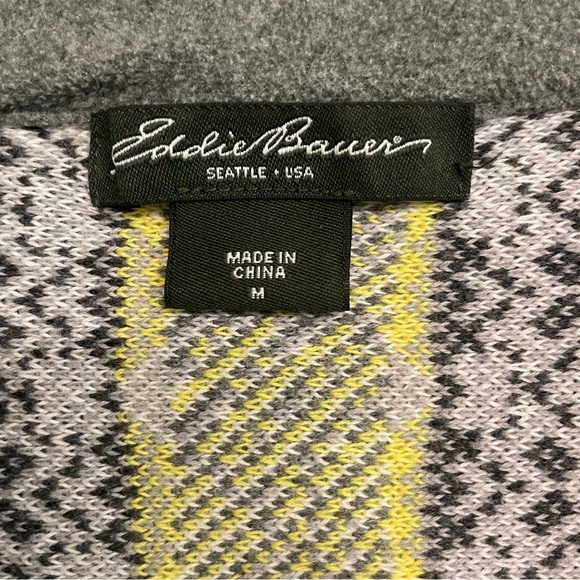 Eddie Bauer
SEATTLE • USA
MADE IN
CHINA
M